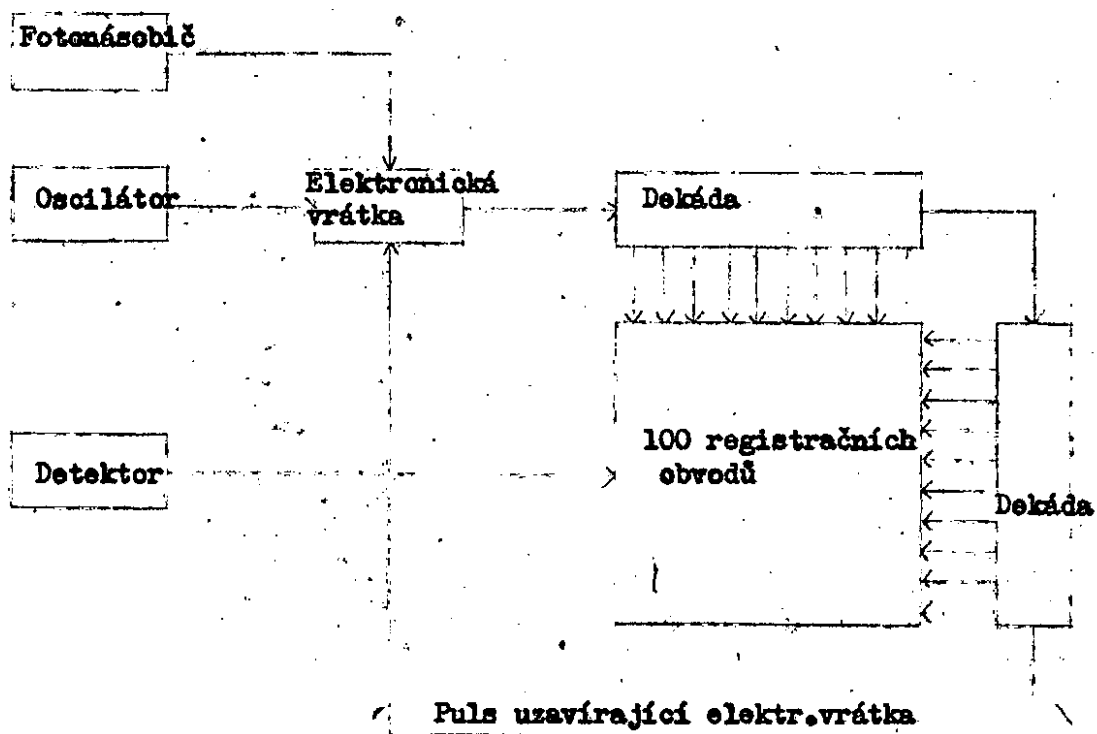 Fotonásobič
Oscilátor
Elektronická
vrátka
Dekáda
Detektor
100 registračních
obvodů
Dekáda
Puls uzavírající elektr.vrátka